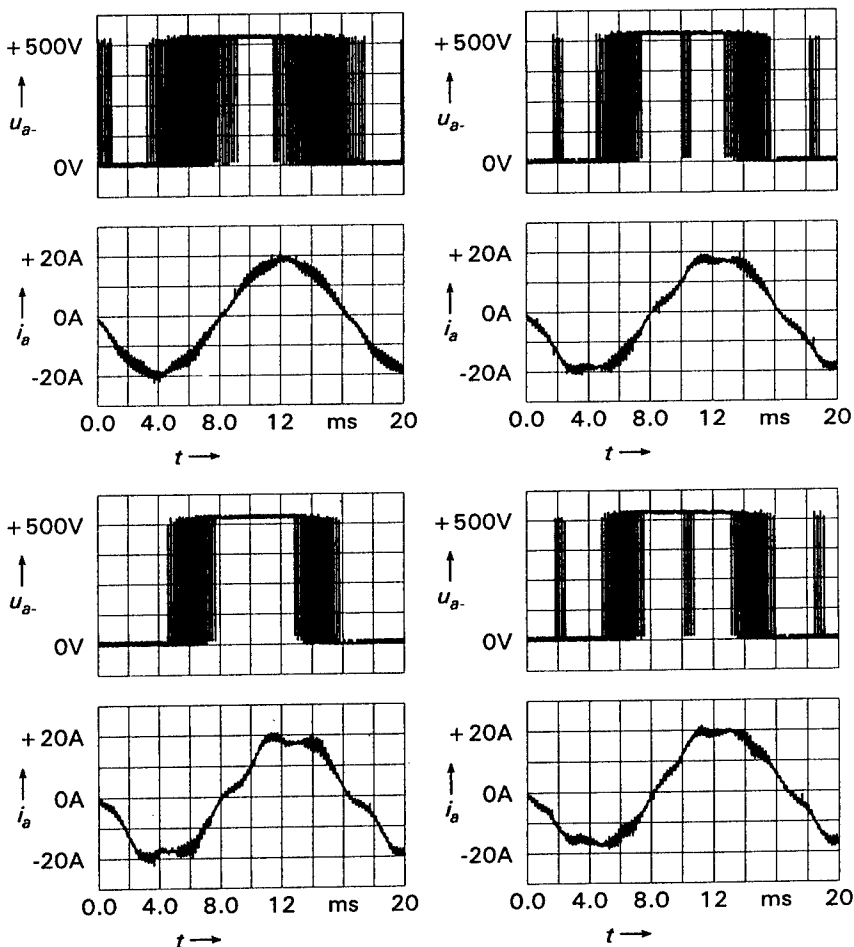 +500V
↑
u_a-
0V
+20A
↑
i_a
0A
-20A
0.0 4.0 8.0 12 ms 20
t →
+500V
↑
u_a-
0V
+20A
↑
i_a
0A
-20A
0.0 4.0 8.0 12 ms 20
t →
+500V
↑
u_a-
0V
+20A
↑
i_a
0A
-20A
0.0 4.0 8.0 12 ms 20
t →
+500V
↑
u_a-
0V
+20A
↑
i_a
0A
-20A
0.0 4.0 8.0 12 ms 20
t →